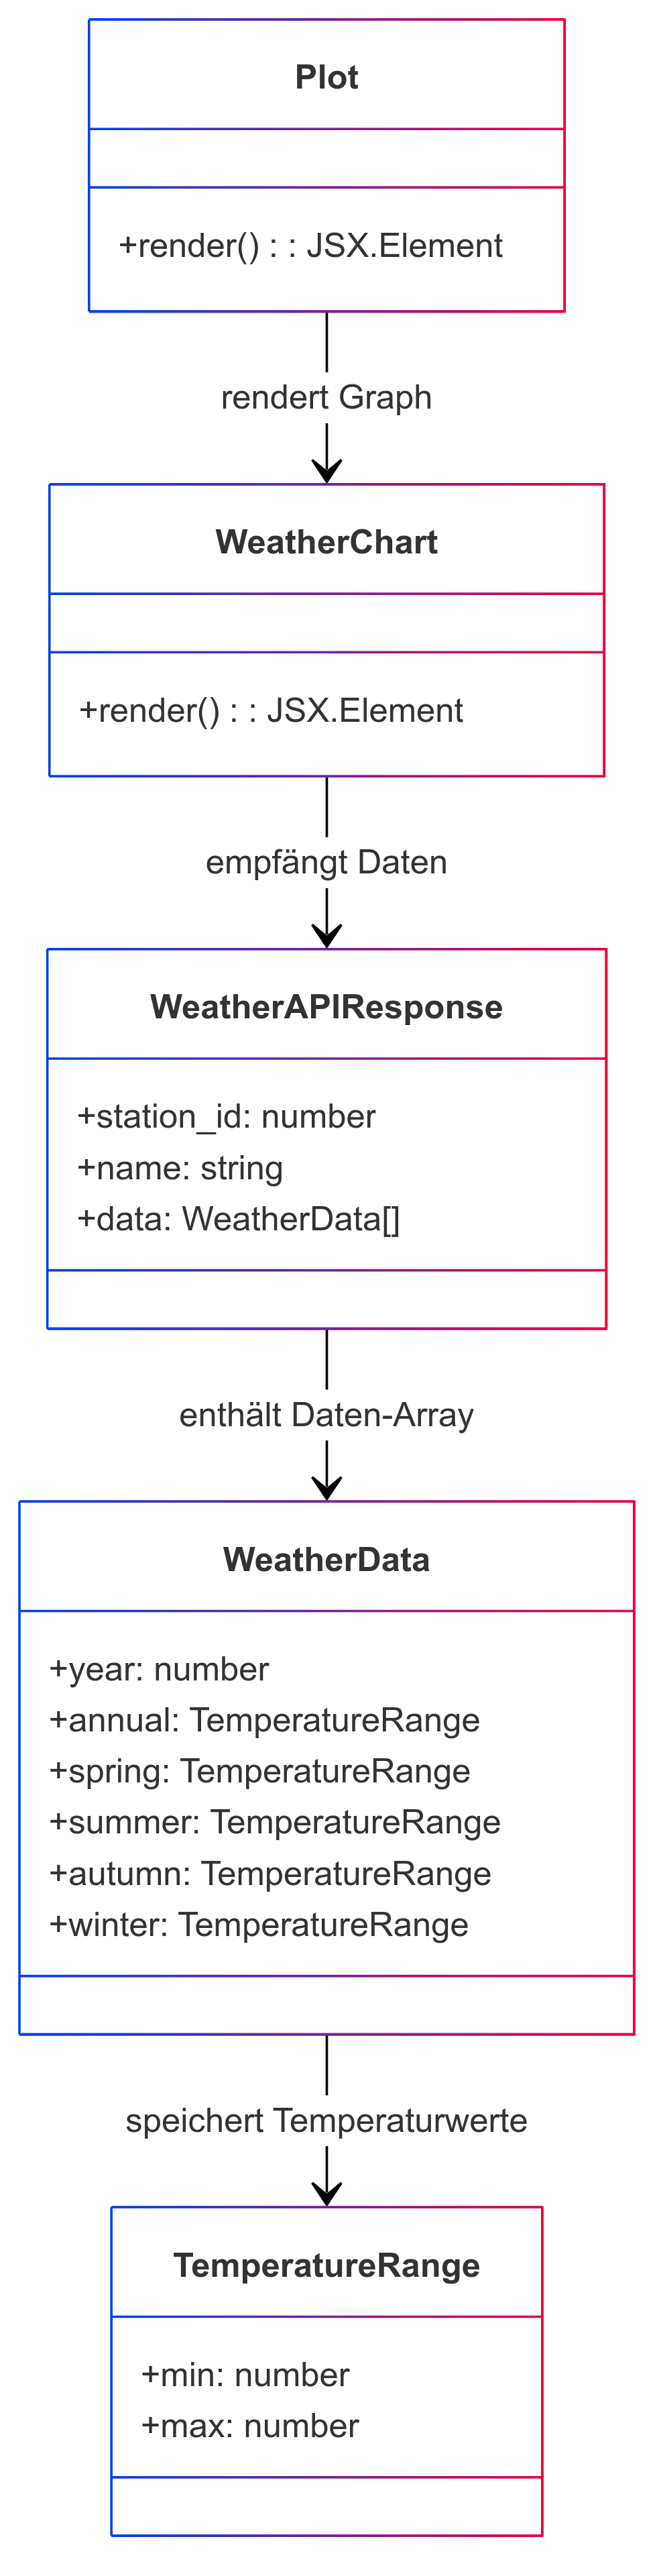 Plot
+render() : : JSX.Element
rendert Graph
WeatherChart
+render() : : JSX.Element
empfängt Daten
WeatherAPIResponse
+station_id: number
+name: string
+data: WeatherData[]
enthält Daten-Array
WeatherData
+year: number
+annual: TemperatureRange
+spring: TemperatureRange
+summer: TemperatureRange
+autumn: TemperatureRange
+winter: TemperatureRange
speichert Temperaturwerte
TemperatureRange
+min: number
+max: number